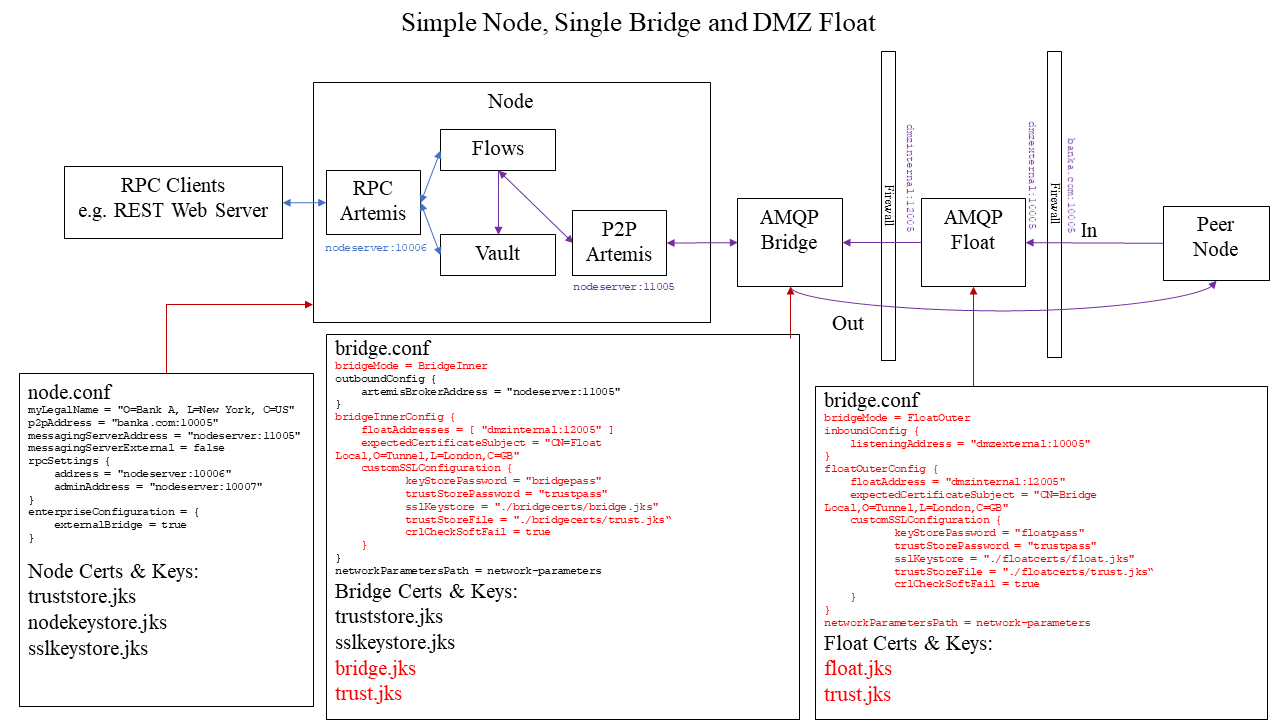 Simple Node, Single Bridge and DMZ Float
Node
Flows
RPC Clients
e.g. REST Web Server
RPC
Artemis
nodeserver:10006
Vault
P2P
Artemis
nodeserver:11005
AMQP
Bridge
Firewall
dmzinternal:12005
AMQP
Float
dmzexternal:10005
Firewall
banka.com:10005
In
Peer
Node
Out
node.conf
myLegalName = "O=Bank A, L=New York, C=US"
p2pAddress = "banka.com:10005"
messagingServerAddress = "nodeserver:11005"
messagingServerExternal = false
rpcSettings {
address = "nodeserver:10006"
adminAddress = "nodeserver:10007"
}
enterpriseConfiguration = {
externalBridge = true
}
Node Certs & Keys:
truststore.jks
nodekeystore.jks
sslkeystore.jks
bridge.conf
bridgeMode = BridgeInner
outboundConfig {
artemisBrokerAddress = "nodeserver:11005"
}
bridgeInnerConfig {
floatAddresses = [ "dmzinternal:12005" ]
expectedCertificateSubject = "CN=Float
Local,O=Tunnel,L=London,C=GB"
customSSLConfiguration {
keyStorePassword = "bridgepass"
trustStorePassword = "trustpass"
sslKeystore = "./bridgecerts/bridge.jks"
trustStoreFile = "./bridgecerts/trust.jks“
crlCheckSoftFail = true
}
}
networkParametersPath = network-parameters
Bridge Certs & Keys:
truststore.jks
sslkeystore.jks
bridge.jks
trust.jks
bridge.conf
bridgeMode = FloatOuter
inboundConfig {
listeningAddress = "dmzexternal:10005"
}
floatOuterConfig {
floatAddress = "dmzinternal:12005"
expectedCertificateSubject = "CN=Bridge
Local,O=Tunnel,L=London,C=GB"
customSSLConfiguration {
keyStorePassword = "floatpass"
trustStorePassword = "trustpass"
sslKeystore = "./floatcerts/float.jks"
trustStoreFile = "./floatcerts/trust.jks“
crlCheckSoftFail = true
}
}
networkParametersPath = network-parameters
Float Certs & Keys:
float.jks
trust.jks